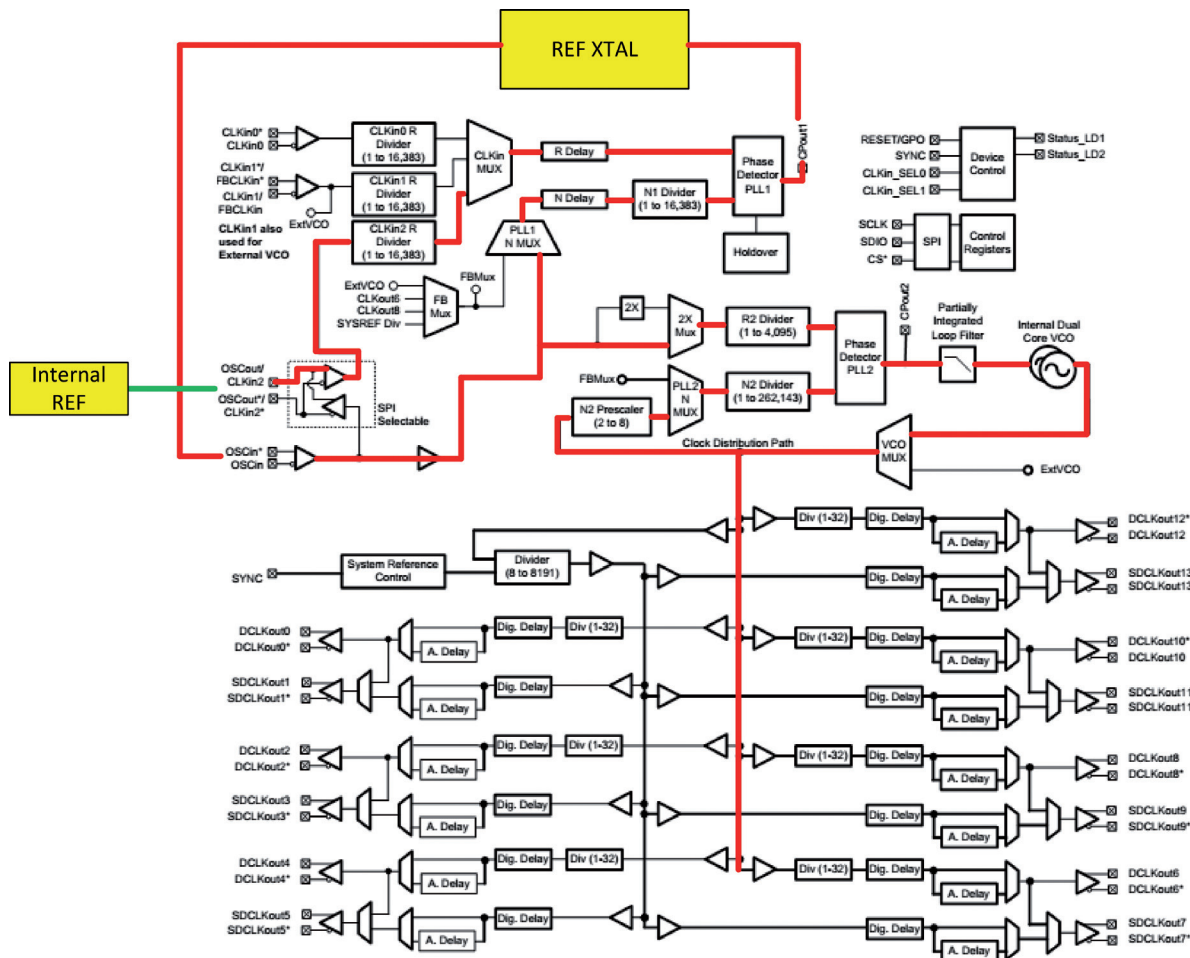 REF XTAL
CLKin0*
CLKin0
CLKin0 R
Divider
(1 to 16,383)
CLKin
MUX
R Delay
Phase
Detector
PLL1
CPout1
RESET/GPO
SYNC
CLKin_SEL0
CLKin_SEL1
Device
Control
Status_LD1
Status_LD2
CLKin1*/
FBCLKin*
CLKin1/
FBCLKin
CLKin1 R
Divider
(1 to 16,383)
ExtVCO
N Delay
N1 Divider
(1 to 16,383)
CLKin1 also
used for
External VCO
CLKin2 R
Divider
(1 to 16,383)
PLL1
N MUX
Holdover
SCLK
SDIO
CS*
SPI
Control
Registers
ExtVCO
CLKout6
CLKout8
SYSREF Div
FB
Mux
FBMux
2X
2X
Mux
R2 Divider
(1 to 4,095)
Phase
Detector
PLL2
CPout2
Partially
Integrated
Loop Filter
Internal Dual
Core VCO
Internal
REF
OSCout/
CLKin2
OSCout*/
CLKin2*
SPI
Selectable
FBMux
PLL2
N
MUX
N2 Divider
(1 to 262,143)
N2 Prescaler
(2 to 8)
OSCin*
OSCin
Clock Distribution Path
VCO
MUX
ExtVCO
Div (1-32)
Dig. Delay
A. Delay
DCLKout12*
DCLKout12
SYNC
System Reference
Control
Divider
(8 to 8191)
Dig. Delay
A. Delay
SDCLKout13
SDCLKout13
DCLKout0
DCLKout0*
A. Delay
Dig. Delay
Div (1-32)
Div (1-32)
Dig. Delay
A. Delay
DCLKout10*
DCLKout10
SDCLKout1
SDCLKout1*
A. Delay
Dig. Delay
Dig. Delay
A. Delay
SDCLKout11
SDCLKout11
DCLKout2
DCLKout2*
A. Delay
Dig. Delay
Div (1-32)
Div (1-32)
Dig. Delay
A. Delay
DCLKout8
DCLKout8*
SDCLKout3
SDCLKout3*
A. Delay
Dig. Delay
Dig. Delay
A. Delay
SDCLKout9
SDCLKout9*
DCLKout4
DCLKout4*
A. Delay
Dig. Delay
Div (1-32)
Div (1-32)
Dig. Delay
A. Delay
DCLKout6
DCLKout6*
SDCLKout5
SDCLKout5*
A. Delay
Dig. Delay
Dig. Delay
A. Delay
SDCLKout7
SDCLKout7*